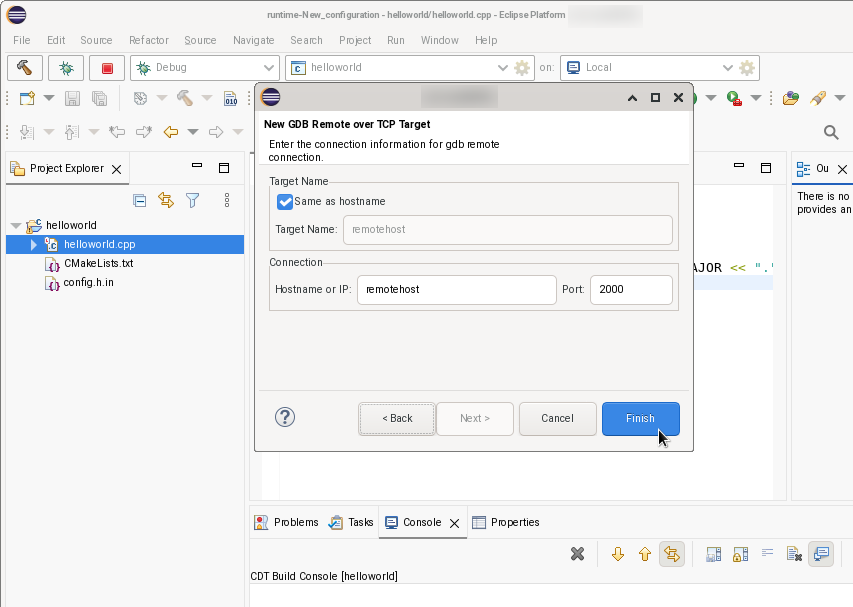 runtime-New_configuration - helloworld/helloworld.cpp - Eclipse Platform
File Edit Source Refactor Source Navigate Search Project Run Window Help
Debug helloworld on: Local
010
New GDB Remote over TCP Target
Enter the connection information for gdb remote
connection.
Project Explorer
Ou
There is no
provides an
helloworld
helloworld.cpp
CMakeLists.txt
config.h.in
Target Name
Same as hostname
Target Name: remotehost
Connection
Hostname or IP: remotehost Port: 2000
AJOR << "."
< Back Next > Cancel Finish
Problems Tasks Console Properties
CDT Build Console [helloworld]